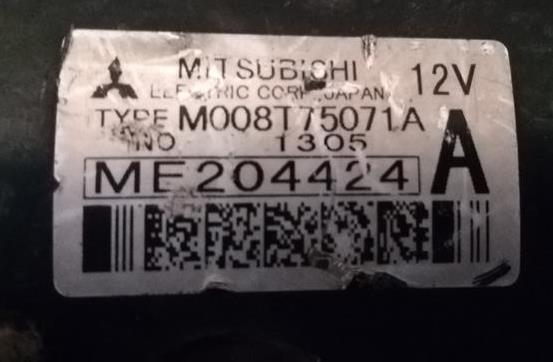 MITSUBISHI 12V
ELECTRIC CORP. JAPAN
TYPE M008T75071A A
NO 1305
ME204424